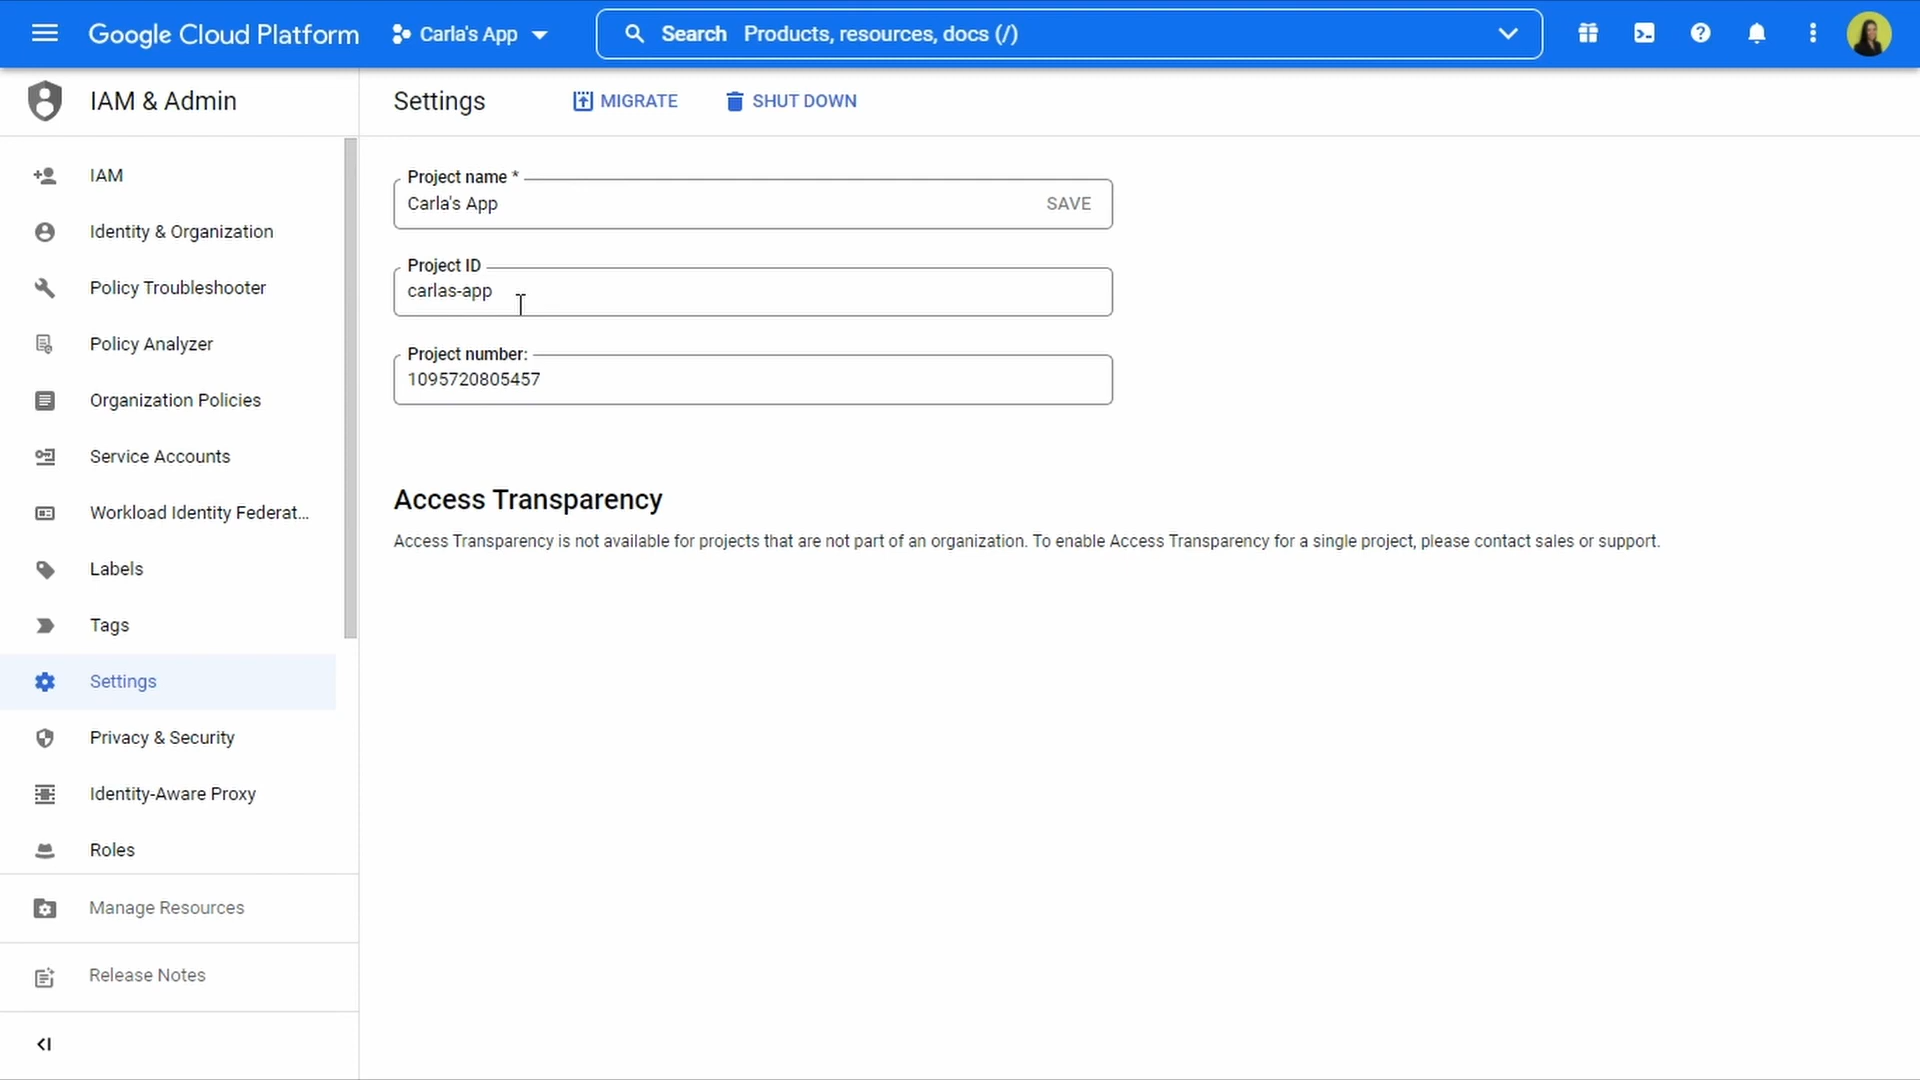 Google Cloud Platform
Carla's App
Search Products, resources, docs (/)
IAM & Admin
Settings
MIGRATE
SHUT DOWN
IAM
Identity & Organization
Policy Troubleshooter
Policy Analyzer
Organization Policies
Service Accounts
Workload Identity Federat...
Labels
Tags
Settings
Privacy & Security
Identity-Aware Proxy
Roles
Manage Resources
Release Notes
Project name *
Carla's App
SAVE
Project ID
carlas-app
Project number:
1095720805457
Access Transparency
Access Transparency is not available for projects that are not part of an organization. To enable Access Transparency for a single project, please contact sales or support.